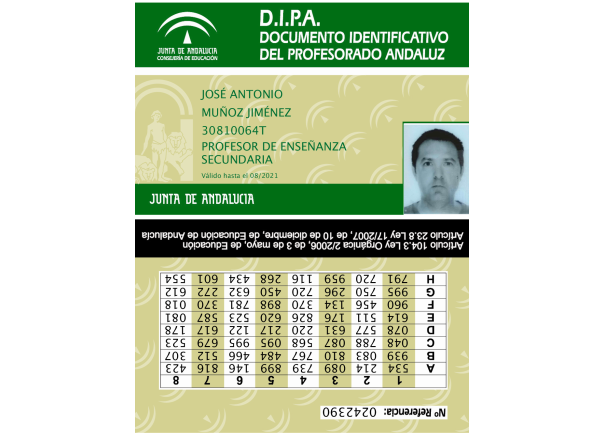 JUNTA DE ANDALUCIA
CONSEJERÍA DE EDUCACIÓN
D.I.P.A.
DOCUMENTO IDENTIFICATIVO
DEL PROFESORADO ANDALUZ
JOSÉ ANTONIO
MUÑOZ JIMÉNEZ
30810064T
PROFESOR DE ENSEÑANZA
SECUNDARIA
Válido hasta el 08/2021
JUNTA DE ANDALUCIA
Nº Referencia: 0242390
1 2 3 4 5 6 7 8
A 534 214 089 739 899 146 816 423
B 939 083 810 767 484 466 512 307
C 048 788 087 568 095 995 679 523
D 078 577 631 220 217 122 617 178
E 614 511 176 826 620 523 587 081
F 960 456 134 370 898 781 370 018
G 995 750 296 720 450 632 272 612
H 791 720 959 116 268 434 601 554
Artículo 104.3 Ley Orgánica 2/2006, de 3 de mayo, de Educación
Artículo 23.8 Ley 17/2007, de 10 de diciembre, de Educación de Andalucía